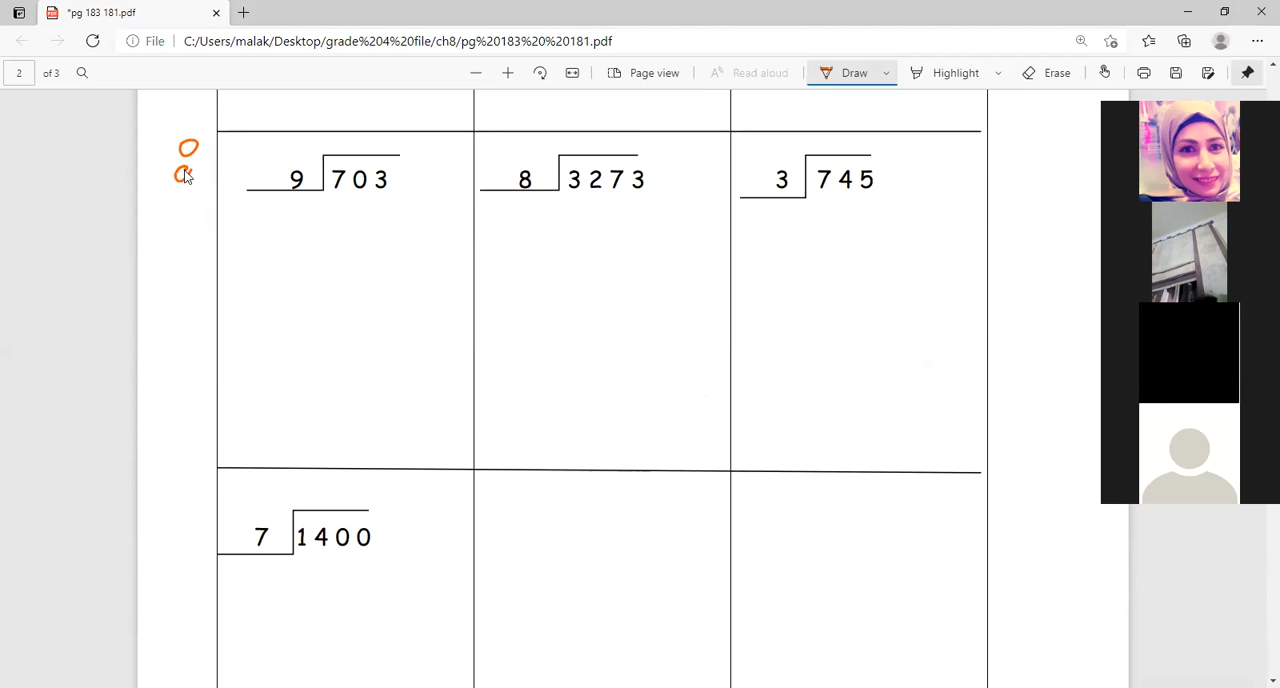 *pg 183 181.pdf
File C:/Users/malak/Desktop/grade%204%20file/ch8/pg%20183%20%20181.pdf
2 of 3 Page view Read aloud Draw Highlight Erase
0
9 703 8 3273 3 745
7 1400